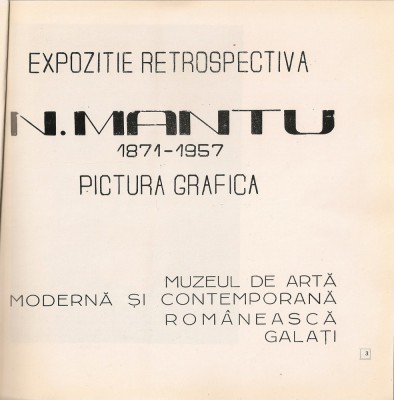 EXPOZITIE RETROSPECTIVA
N.MANTU
1871-1957
PICTURA GRAFICA
MUZEUL DE ARTĂ
MODERNĂ ȘI CONTEMPORANĂ
ROMÂNEASCĂ
GALAȚI
3